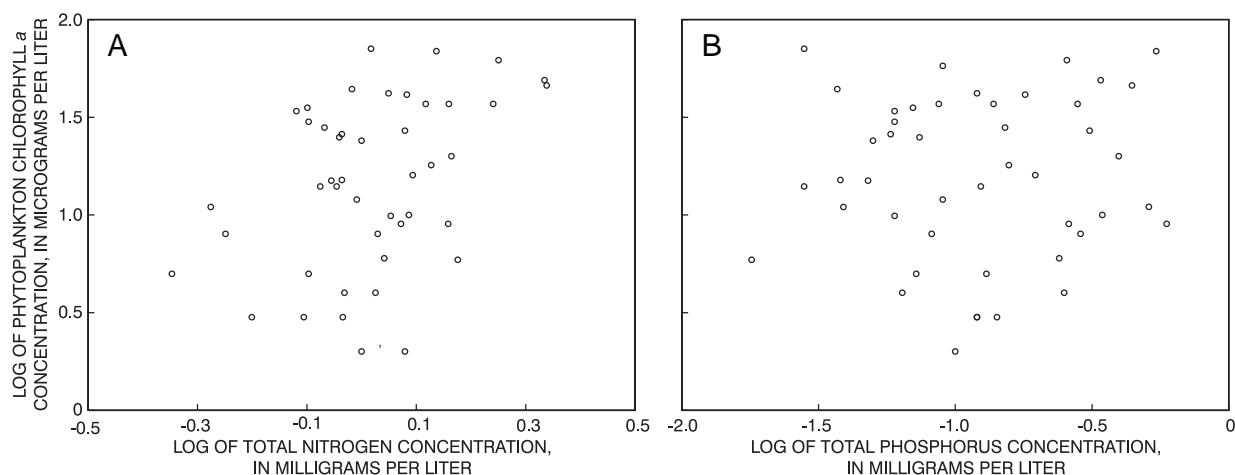 LOG OF PHYTOPLANKTON CHLOROPHYLL a
CONCENTRATION, IN MICROGRAMS PER LITER
2.0
1.5
1.0
0.5
0
A
-0.5
-0.3
-0.1
0.1
0.3
0.5
LOG OF TOTAL NITROGEN CONCENTRATION,
IN MILLIGRAMS PER LITER
B
-2.0
-1.5
-1.0
-0.5
0
LOG OF TOTAL PHOSPHORUS CONCENTRATION,
IN MILLIGRAMS PER LITER